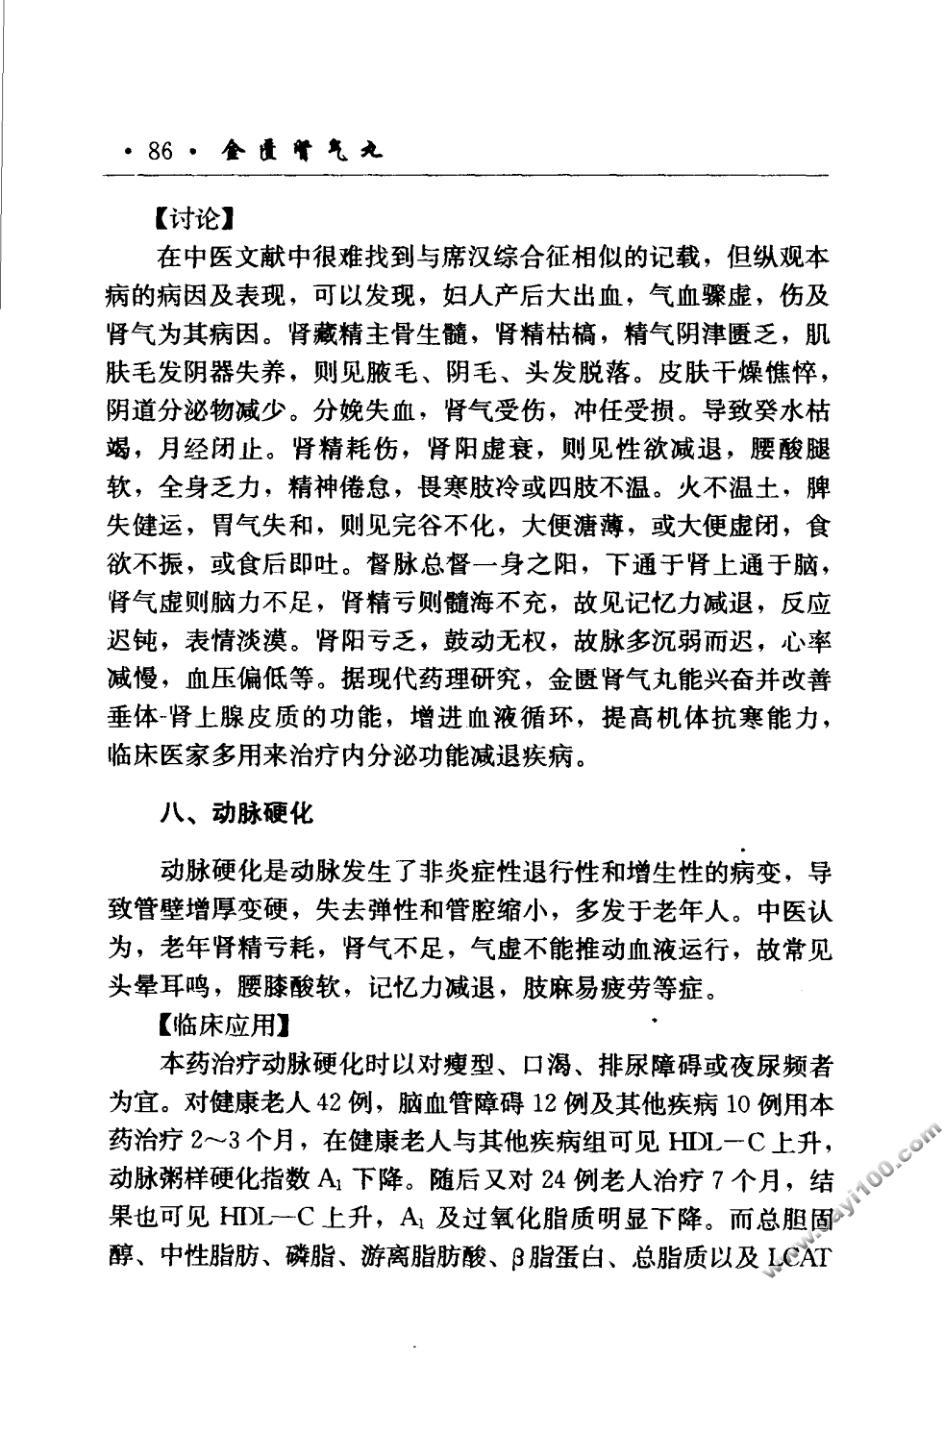 ·86· 金匮肾气丸
【讨论】
在中医文献中很难找到与席汉综合征相似的记载，但纵观本
病的病因及表现，可以发现，妇人产后大出血，气血骤虚，伤及
肾气为其病因。肾藏精主骨生髓，肾精枯槁，精气阴津匮乏，肌
肤毛发阴器失养，则见腋毛、阴毛、头发脱落。皮肤干燥憔悴，
阴道分泌物减少。分娩失血，肾气受伤，冲任受损。导致癸水枯
竭，月经闭止。肾精耗伤，肾阳虚衰，则见性欲减退，腰酸腿
软，全身乏力，精神倦怠，畏寒肢冷或四肢不温。火不温土，脾
失健运，胃气失和，则见完谷不化，大便溏薄，或大便虚闭，食
欲不振，或食后即吐。督脉总督一身之阳，下通于肾上通于脑，
肾气虚则脑力不足，肾精亏则髓海不充，故见记忆力减退，反应
迟钝，表情淡漠。肾阳亏乏，鼓动无权，故脉多沉弱而迟，心率
减慢，血压偏低等。据现代药理研究，金匮肾气丸能兴奋并改善
垂体-肾上腺皮质的功能，增进血液循环，提高机体抗寒能力，
临床医家多用来治疗内分泌功能减退疾病。
八、动脉硬化
动脉硬化是动脉发生了非炎症性退行性和增生性的病变，导
致管壁增厚变硬，失去弹性和管腔缩小，多发于老年人。中医认
为，老年肾精亏耗，肾气不足，气虚不能推动血液运行，故常见
头晕耳鸣，腰膝酸软，记忆力减退，肢麻易疲劳等症。
【临床应用】
本药治疗动脉硬化时以对瘦型、口渴、排尿障碍或夜尿频者
为宜。对健康老人 42 例，脑血管障碍 12 例及其他疾病 10 例用本
药治疗 2～3 个月，在健康老人与其他疾病组可见 HDL－C 上升，
动脉粥样硬化指数 A₁ 下降。随后又对 24 例老人治疗 7 个月，结
果也可见 HDL－C 上升，A₁ 及过氧化脂质明显下降。而总胆固
醇、中性脂肪、磷脂、游离脂肪酸、β脂蛋白、总脂质以及 LCAT
www.dayi100.com